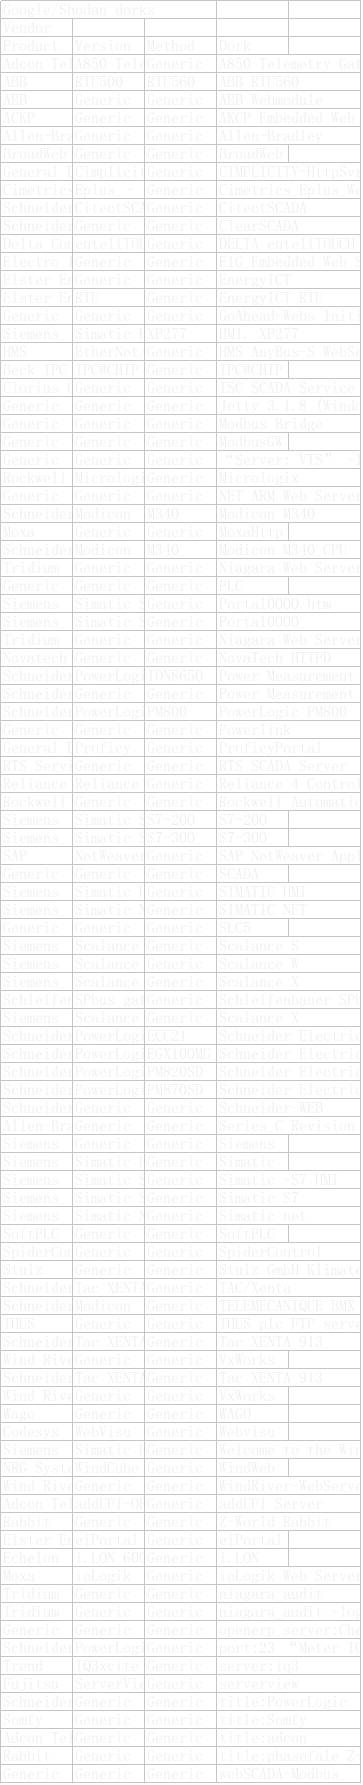 Google/Shodan dorks
Vendor
Product Version Method Dork
Adcon Tel A850 Tele Generic A850 Telemetry Gat
ABB RTU500 RTU560 ABB RTU560
ABB Generic Generic ABB Webmodule
ACKP Generic Generic AKCP Embedded Web
Allen-Bra Generic Generic Allen-Bradley
BroadWeb Generic Generic BroadWeb
General E Cimplicit Generic CIMPLICITY-HttpSvr
Cimetrics Eplus - Generic Cimetrics Eplus We
Schneider CitectSCA Generic CitectSCADA
Schneider Generic Generic ClearSCADA
Delta Con enteliTOU Generic DELTA enteliTOUCH
Electro I Generic Generic EIG Embedded Web S
Elster En Generic Generic EnergyICT
Elster En RTU Generic EnergyICT RTU
Generic Generic Generic GoAhead-Webs Initi
Siemens Simatic H XP277 HMI, XP277
HMS EtherNet/ Generic HMS AnyBus-S WebSe
Beck IPC IPC@CHIP Generic IPC@CHIP
Clorius C Generic Generic ISC SCADA Service
Generic Generic Generic Jetty 3.1.8 (Windo
Generic Generic Generic Modbus Bridge
Generic Generic Generic ModbusGW
Generic Generic Generic “Server: VTS”
Rockwell Micrologi Generic Micrologix
Generic Generic Generic NET ARM Web Server
Schneider Modicon M340 Modicon M340
Moxa Generic Generic MoxaHttp
Schneider Modicon M340 Modicon M340 CPU
Tridium Generic Generic Niagara Web Server
Generic Generic Generic PLC
Siemens Simatic S Generic Portal0000.htm
Siemens Simatic S Generic Portal0000
Tridium Generic Generic Niagara Web Server
Novatech Generic Generic NovaTech HTTPD
Schneider PowerLogi ION8650 Power Measurement
Schneider Generic Generic Power Measurement
Schneider PowerLogi PM800 PowerLogic PM800
Generic Generic Generic Powerlink
General E Proficy Generic ProficyPortal
RTS Servi Generic Generic RTS SCADA Server
Reliance Reliance Generic Reliance 4 Control
Rockwell Generic Generic Rockwell Automatio
Siemens Simatic S S7-200 S7-200
Siemens Simatic S S7-300 S7-300
SAP NetWeaver Generic SAP NetWeaver Appl
Generic Generic Generic SCADA
Siemens Simatic H Generic SIMATIC HMI
Siemens Simatic N Generic SIMATIC NET
Generic Generic Generic SLC5
Siemens Scalance Generic Scalance S
Siemens Scalance Generic Scalance W
Siemens Scalance Generic Scalance X
Schleifen SPbus gat Generic Schleifenbauer SPb
Siemens Scalance Generic Scalance X
Schneider PowerLogi ECC21 Schneider Electric
Schneider PowerLogi EGX100MG Schneider Electric
Schneider PowerLogi PM820SD Schneider Electric
Schneider PowerLogi PM870SD Schneider Electric
Schneider Generic Generic Schneider-WEB
Allen-Bra Generic Generic Series C Revision
Siemens Generic Generic Siemens
Siemens Simatic H Generic Simatic
Siemens Simatic S Generic Simatic -S7 HMI
Siemens Simatic S Generic Simatic S7
Siemens Simatic N Generic Simatic net
SoftPLC Generic Generic SoftPLC
SpiderCon Generic Generic SpiderControl
Stulz Generic Generic Stulz GmbH Klimate
Schneider Tac XENTA Generic TAC/Xenta
Schneider Modicon Generic TELEMECANIQUE BMX
THUS Generic Generic THUS plc FTP serve
Schneider Tac XENTA Generic Tac XENTA 913
Wind Rive Generic Generic VxWorks
Schneider Tac XENTA Generic Tac XENTA 913
Wind Rive Generic Generic VxWorks
Wago Generic Generic WAGO
Codesys WebVisu Generic Webvisu
Siemens Simatic H Generic Welcome to the Win
NRG Syste WindCube Generic WindWeb
Wind Rive Generic Generic WindRiver-WebServe
Adcon Tel addUPI-OP Generic addUPI Server
Rabbit Generic Generic Z-World Rabbit
Elster En eiPortal Generic eiPortal
Echelon i.LON 600 Generic i.LON
Moxa ioLogik Generic ioLogik Web Server
Tridium Generic Generic niagara_audit
Tridium Generic Generic niagara_audit -log
Generic Generic Generic openerp server:Che
Schneider PowerLogi Generic port:23 “Meter IO
Trend IQ3xcite Generic server:iq3
Fujitsu ServerVie Generic serverview
Schneider Generic Generic title:PowerLogic
Somfy Generic Generic title:Somfy
Adcon Tel Generic Generic title:adcon
Rabbit Generic Generic title:phasefale Z-
Generic Generic Generic webSCADA-Modbus